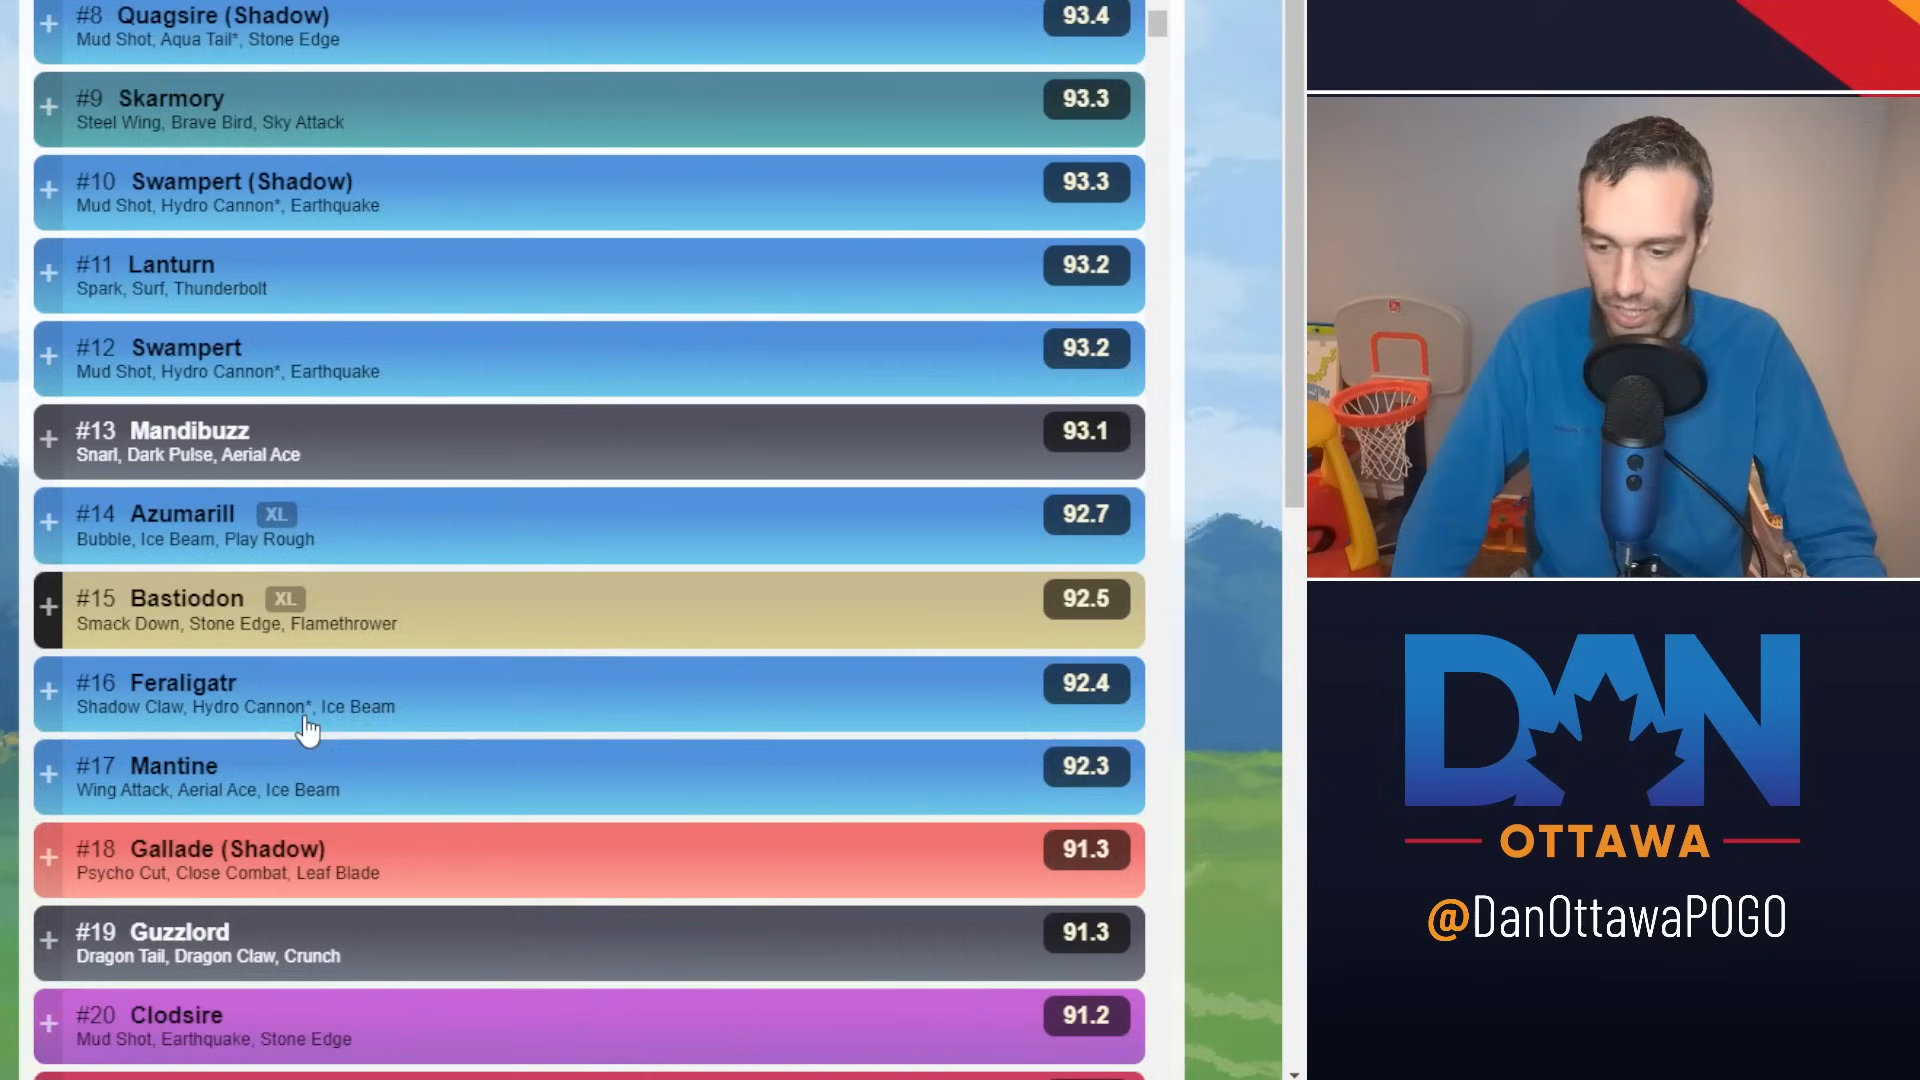 #8 Quagsire (Shadow) 93.4
Mud Shot, Aqua Tail*, Stone Edge
#9 Skarmory 93.3
Steel Wing, Brave Bird, Sky Attack
#10 Swampert (Shadow) 93.3
Mud Shot, Hydro Cannon*, Earthquake
#11 Lanturn 93.2
Spark, Surf, Thunderbolt
#12 Swampert 93.2
Mud Shot, Hydro Cannon*, Earthquake
#13 Mandibuzz 93.1
Snarl, Dark Pulse, Aerial Ace
#14 Azumarill XL 92.7
Bubble, Ice Beam, Play Rough
#15 Bastiodon XL 92.5
Smack Down, Stone Edge, Flamethrower
#16 Feraligatr 92.4
Shadow Claw, Hydro Cannon*, Ice Beam
#17 Mantine 92.3
Wing Attack, Aerial Ace, Ice Beam
#18 Gallade (Shadow) 91.3
Psycho Cut, Close Combat, Leaf Blade
#19 Guzzlord 91.3
Dragon Tail, Dragon Claw, Crunch
#20 Clodsire 91.2
Mud Shot, Earthquake, Stone Edge
DAN
OTTAWA
@DanOttawaPOGO